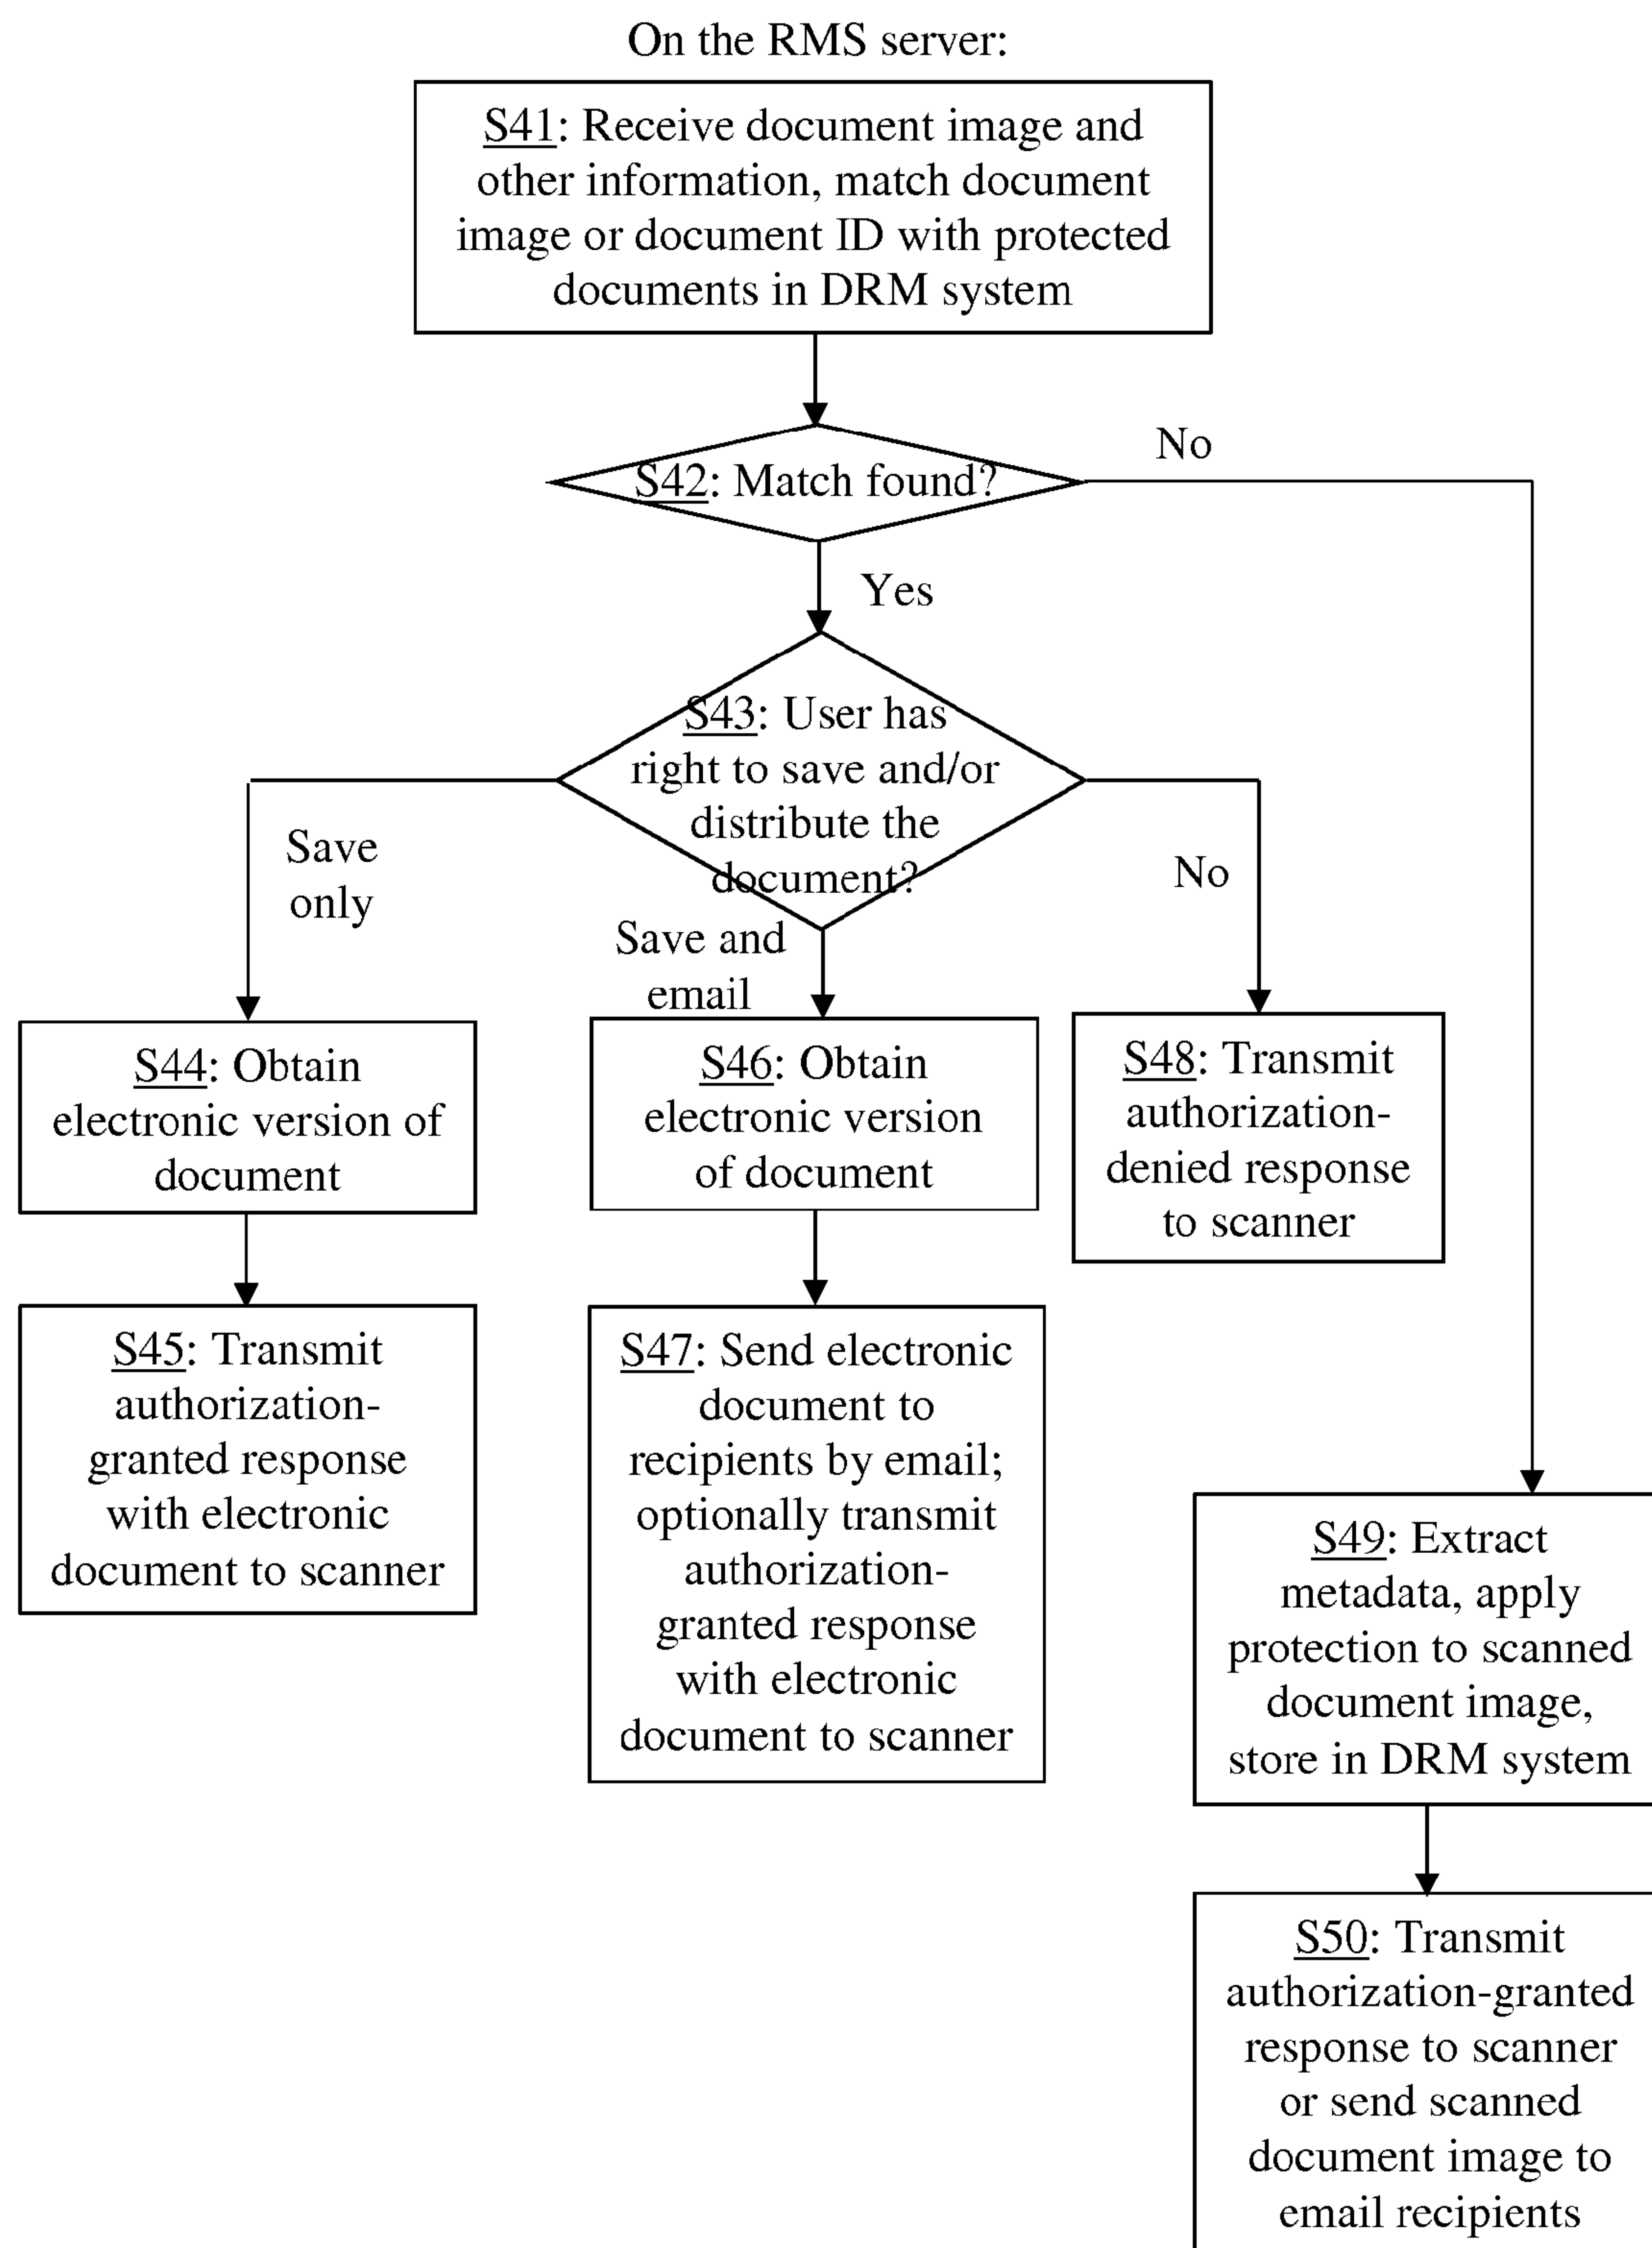 On the RMS server:
S41: Receive document image and
other information, match document
image or document ID with protected
documents in DRM system
S42: Match found?
No
Yes
S43: User has
right to save and/or
distribute the
document?
Save
only
Save and
email
No
S44: Obtain
electronic version of
document
S46: Obtain
electronic version
of document
S48: Transmit
authorization-
denied response
to scanner
S45: Transmit
authorization-
granted response
with electronic
document to scanner
S47: Send electronic
document to
recipients by email;
optionally transmit
authorization-
granted response
with electronic
document to scanner
S49: Extract
metadata, apply
protection to scanned
document image,
store in DRM system
S50: Transmit
authorization-granted
response to scanner
or send scanned
document image to
email recipients